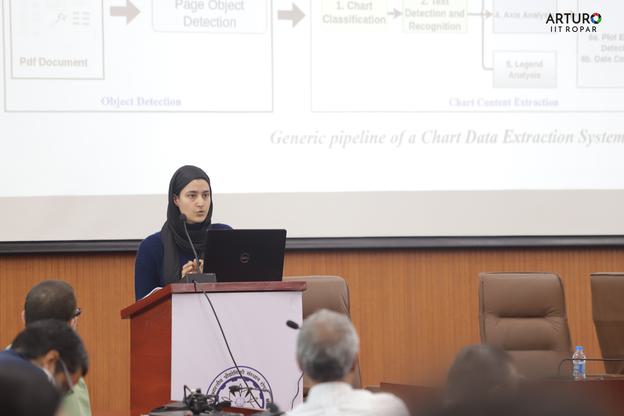 Page Object
Detection
Pdf Document
Object Detection
1. Chart
Classification
2. Text
Detection and
Recognition
4. Axis Analysis
5. Legend
Analysis
Chart Content Extraction
Generic pipeline of a Chart Data Extraction System
ARTURO
IIT ROPAR
DELL